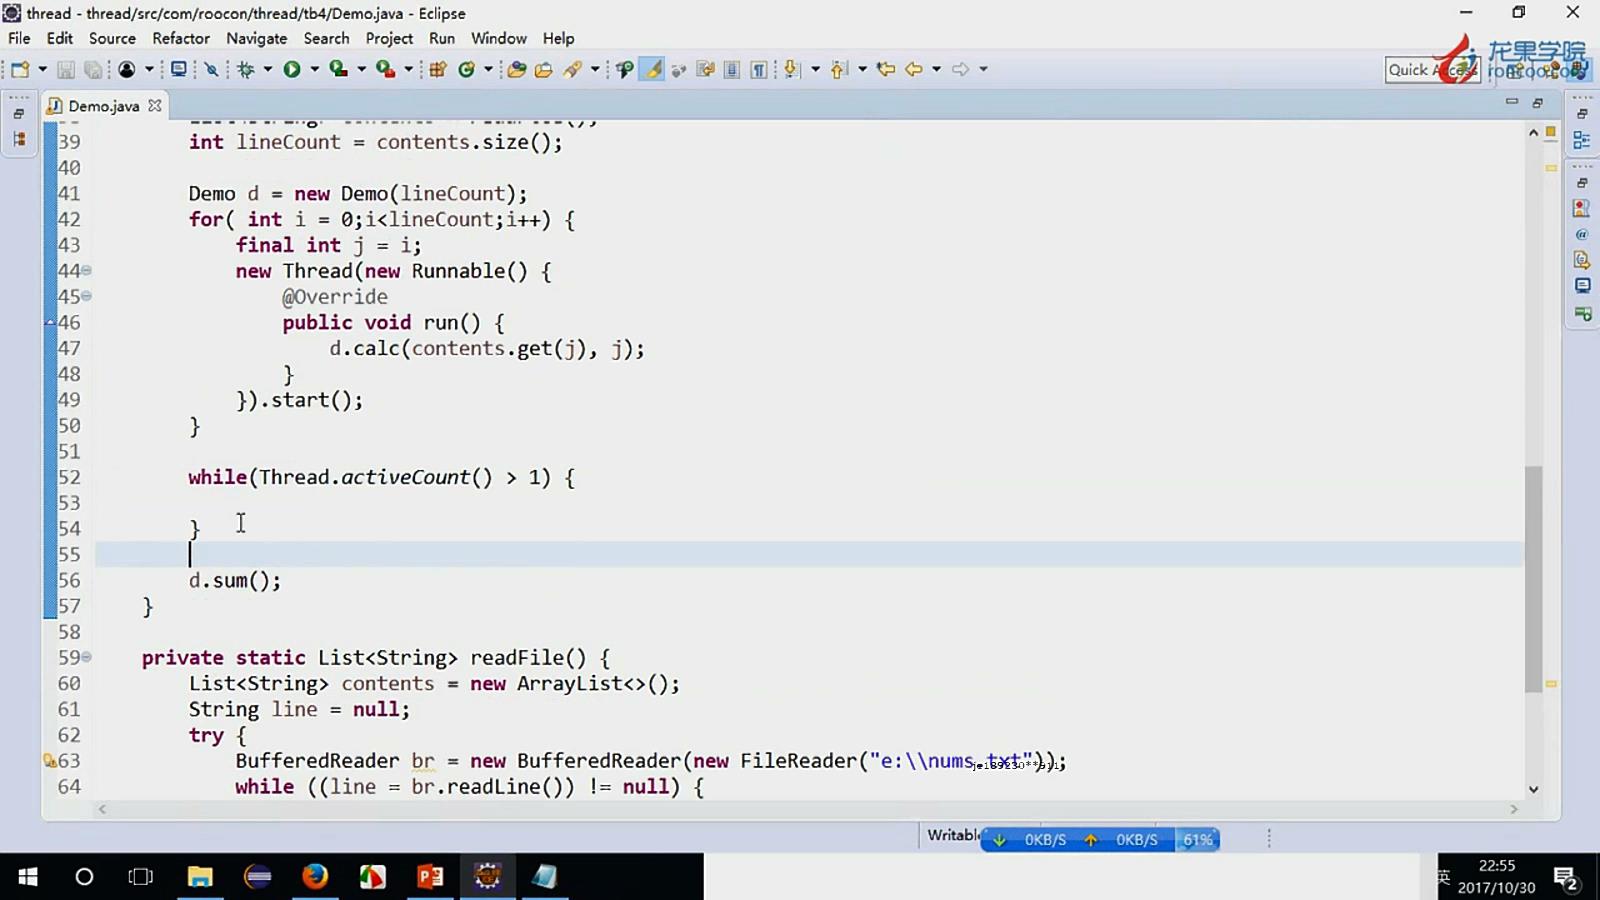 thread - thread/src/com/roocon/thread/tb4/Demo.java - Eclipse
File Edit Source Refactor Navigate Search Project Run Window Help
Quick
龙果学院
Demo.java
39 int lineCount = contents.size();
40
41 Demo d = new Demo(lineCount);
42 for( int i = 0;i<lineCount;i++) {
43 final int j = i;
44 new Thread(new Runnable() {
45 @Override
46 public void run() {
47 d.calc(contents.get(j), j);
48 }
49 }).start();
50 }
51
52 while(Thread.activeCount() > 1) {
53
54 }
55
56 d.sum();
57 }
58
59 private static List<String> readFile() {
60 List<String> contents = new ArrayList<>();
61 String line = null;
62 try {
63 BufferedReader br = new BufferedReader(new FileReader("e:\\nums.txt"));
64 while ((line = br.readLine()) != null) {
0KB/S 0KB/S 61%
英
22:55
2017/10/30
2